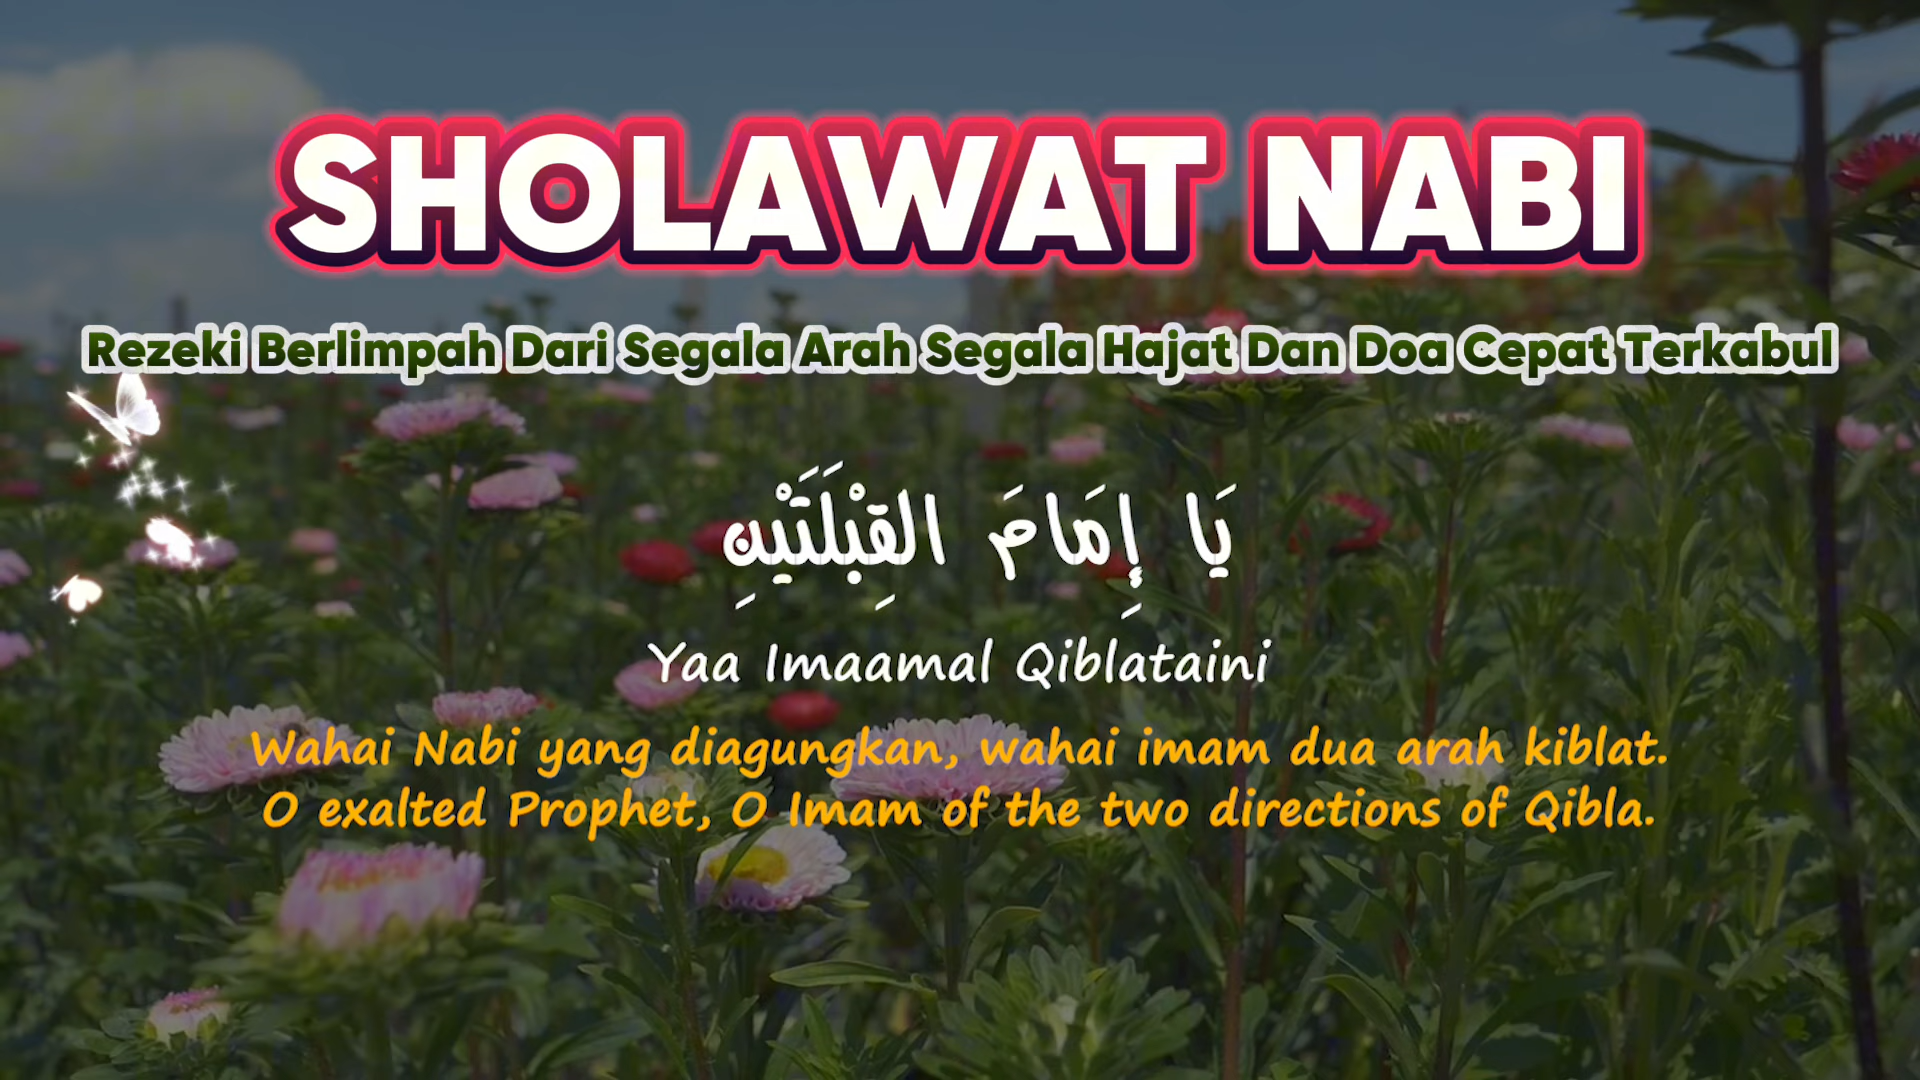 SHOLAWAT NABI
Rezeki Berlimpah Dari Segala Arah Segala Hajat Dan Doa Cepat Terkabul
يَا إِمَامَ القِبْلَتَيْنِ
Yaa Imaamal Qiblataini
Wahai Nabi yang diagungkan, wahai imam dua arah kiblat.
O exalted Prophet, O Imam of the two directions of Qibla.